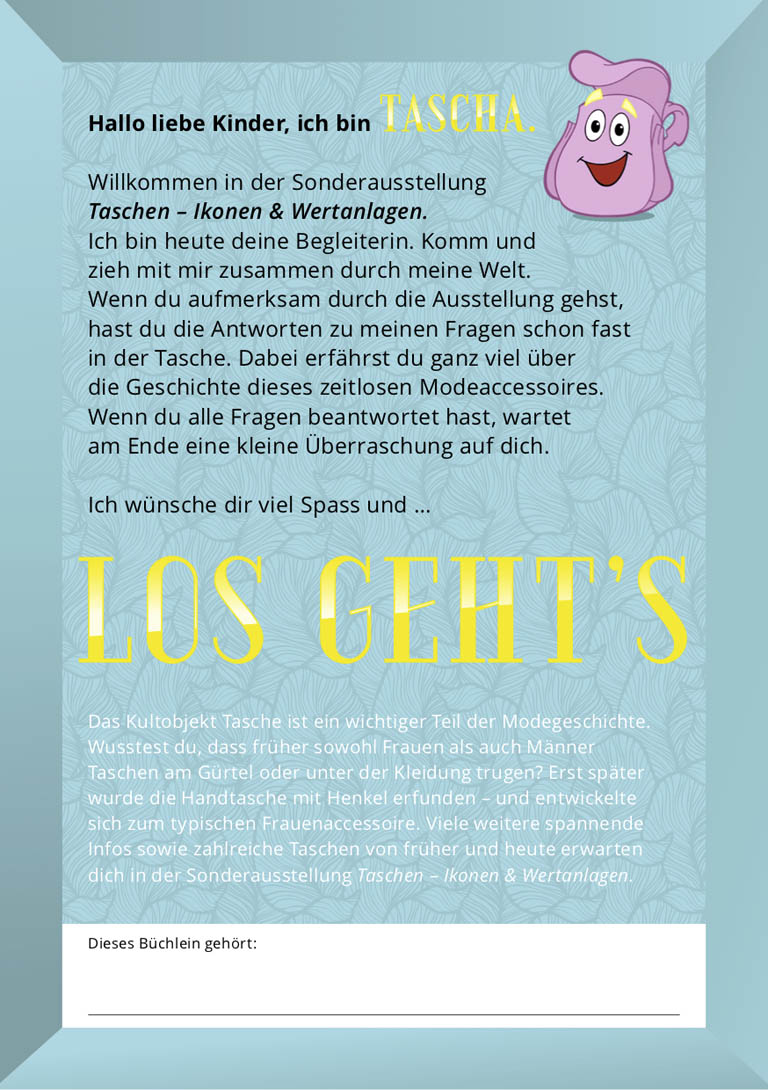 Hallo liebe Kinder, ich bin TASCHA.
Willkommen in der Sonderausstellung
Taschen – Ikonen & Wertanlagen.
Ich bin heute deine Begleiterin. Komm und
zieh mit mir zusammen durch meine Welt.
Wenn du aufmerksam durch die Ausstellung gehst,
hast du die Antworten zu meinen Fragen schon fast
in der Tasche. Dabei erfährst du ganz viel über
die Geschichte dieses zeitlosen Modeaccessoires.
Wenn du alle Fragen beantwortet hast, wartet
am Ende eine kleine Überraschung auf dich.
Ich wünsche dir viel Spass und ...
LOS GEHT'S
Das Kultobjekt Tasche ist ein wichtiger Teil der Modegeschichte.
Wusstest du, dass früher sowohl Frauen als auch Männer
Taschen am Gürtel oder unter der Kleidung trugen? Erst später
wurde die Handtasche mit Henkel erfunden – und entwickelte
sich zum typischen Frauenaccessoire. Viele weitere spannende
Infos sowie zahlreiche Taschen von früher und heute erwarten
dich in der Sonderausstellung Taschen – Ikonen & Wertanlagen.
Dieses Büchlein gehört: